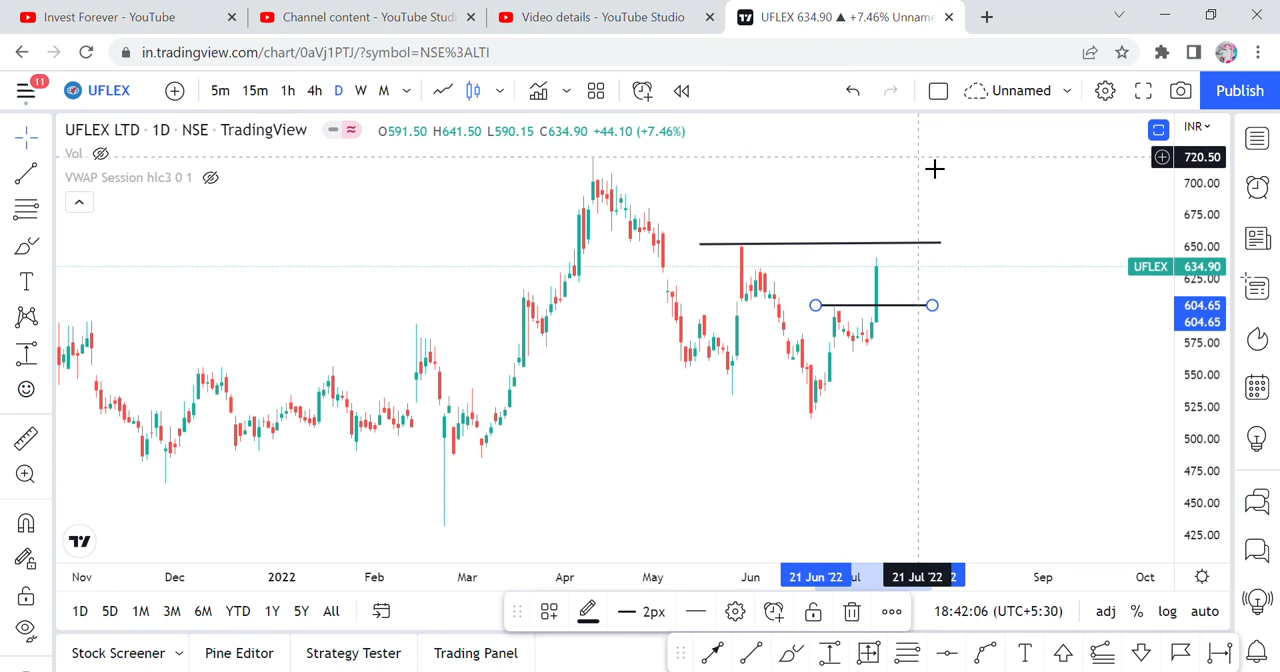 Invest Forever - YouTube
Channel content - YouTube Studi
Video details - YouTube Studio
UFLEX 634.90 ▲ +7.46% Unname
in.tradingview.com/chart/0aVj1PTJ/?symbol=NSE%3ALTI
11
UFLEX
5m 15m 1h 4h D W M
Unnamed
Publish
UFLEX LTD · 1D · NSE · TradingView
O591.50 H641.50 L590.15 C634.90 +44.10 (+7.46%)
INR
Vol
720.50
VWAP Session hlc3 0 1
700.00
675.00
650.00
UFLEX 634.90
625.00
604.65
604.65
575.00
550.00
525.00
500.00
475.00
450.00
425.00
Nov Dec 2022 Feb Mar Apr May Jun 21 Jun '22 ul 21 Jul '22 2 Sep Oct
1D 5D 1M 3M 6M YTD 1Y 5Y All
2px
18:42:06 (UTC+5:30)
adj % log auto
Stock Screener
Pine Editor
Strategy Tester
Trading Panel